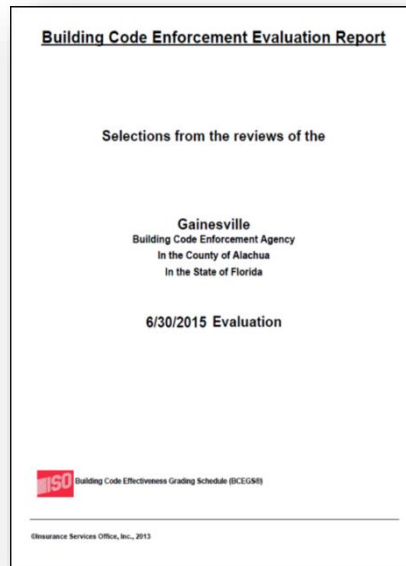 Building Code Enforcement Evaluation Report
Selections from the reviews of the
Gainesville
Building Code Enforcement Agency
In the County of Alachua
In the State of Florida
6/30/2015 Evaluation
ISO Building Code Effectiveness Grading Schedule (BCEGS®)
©Insurance Services Office, Inc., 2013